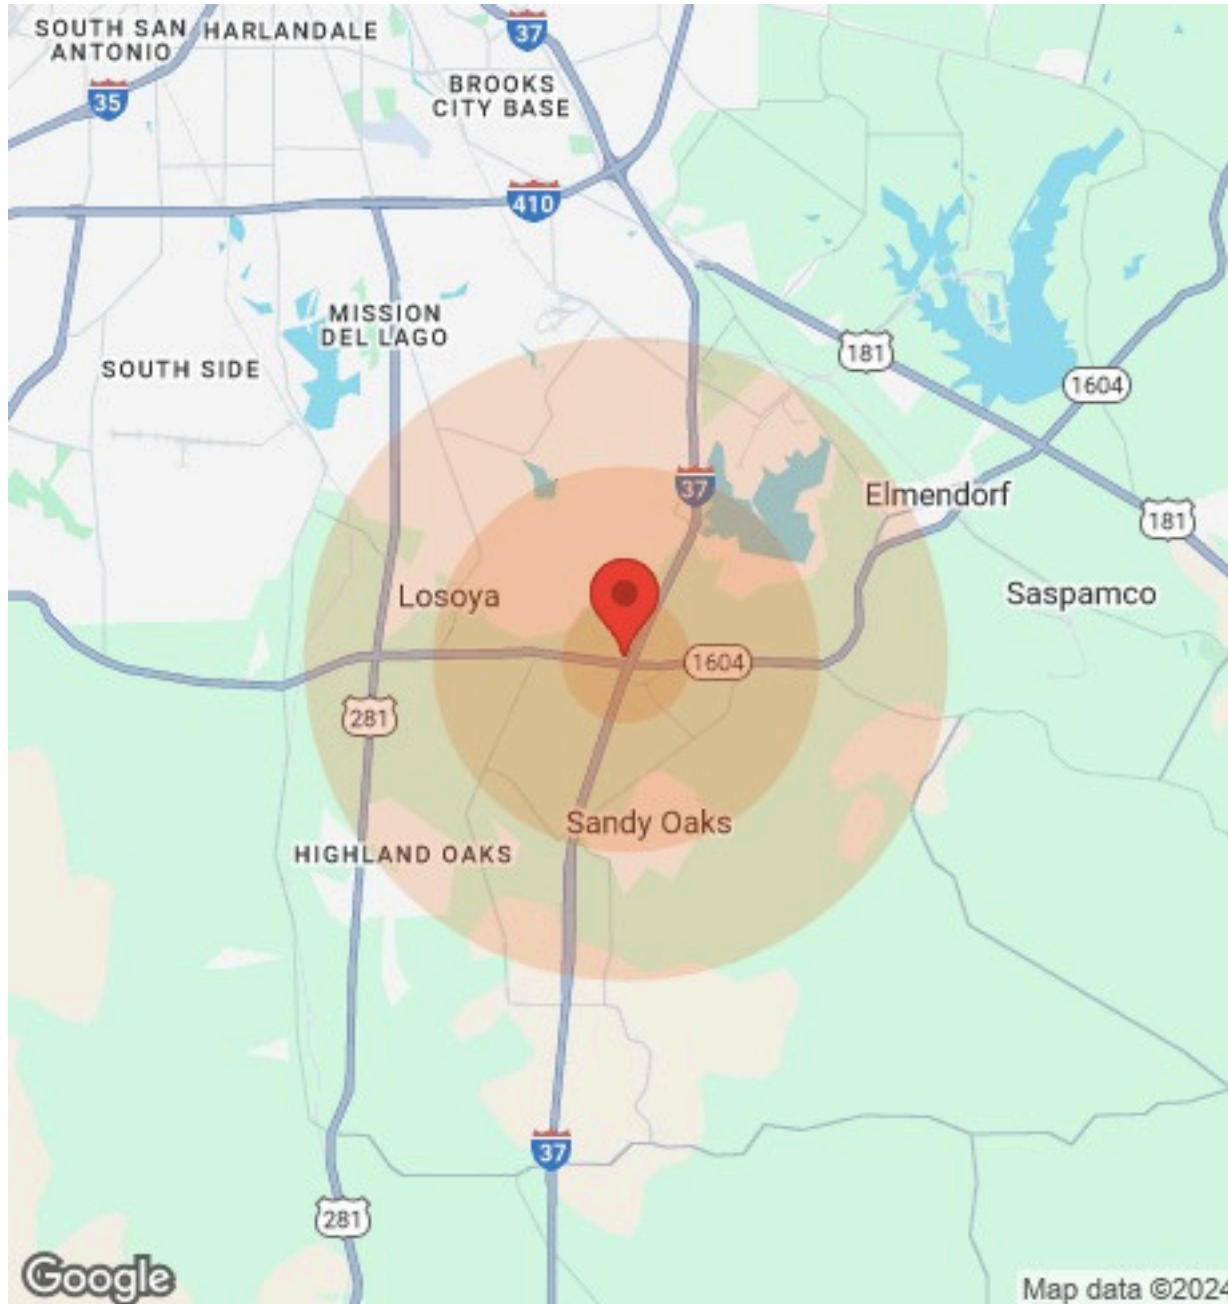 SOUTH SAN
ANTONIO
HARLANDALE
37
35
BROOKS
CITY BASE
410
MISSION
DEL LAGO
181
SOUTH SIDE
1604
37
Elmendorf
181
Losoya
Saspamco
1604
281
Sandy Oaks
HIGHLAND OAKS
37
281
Google
Map data ©2024